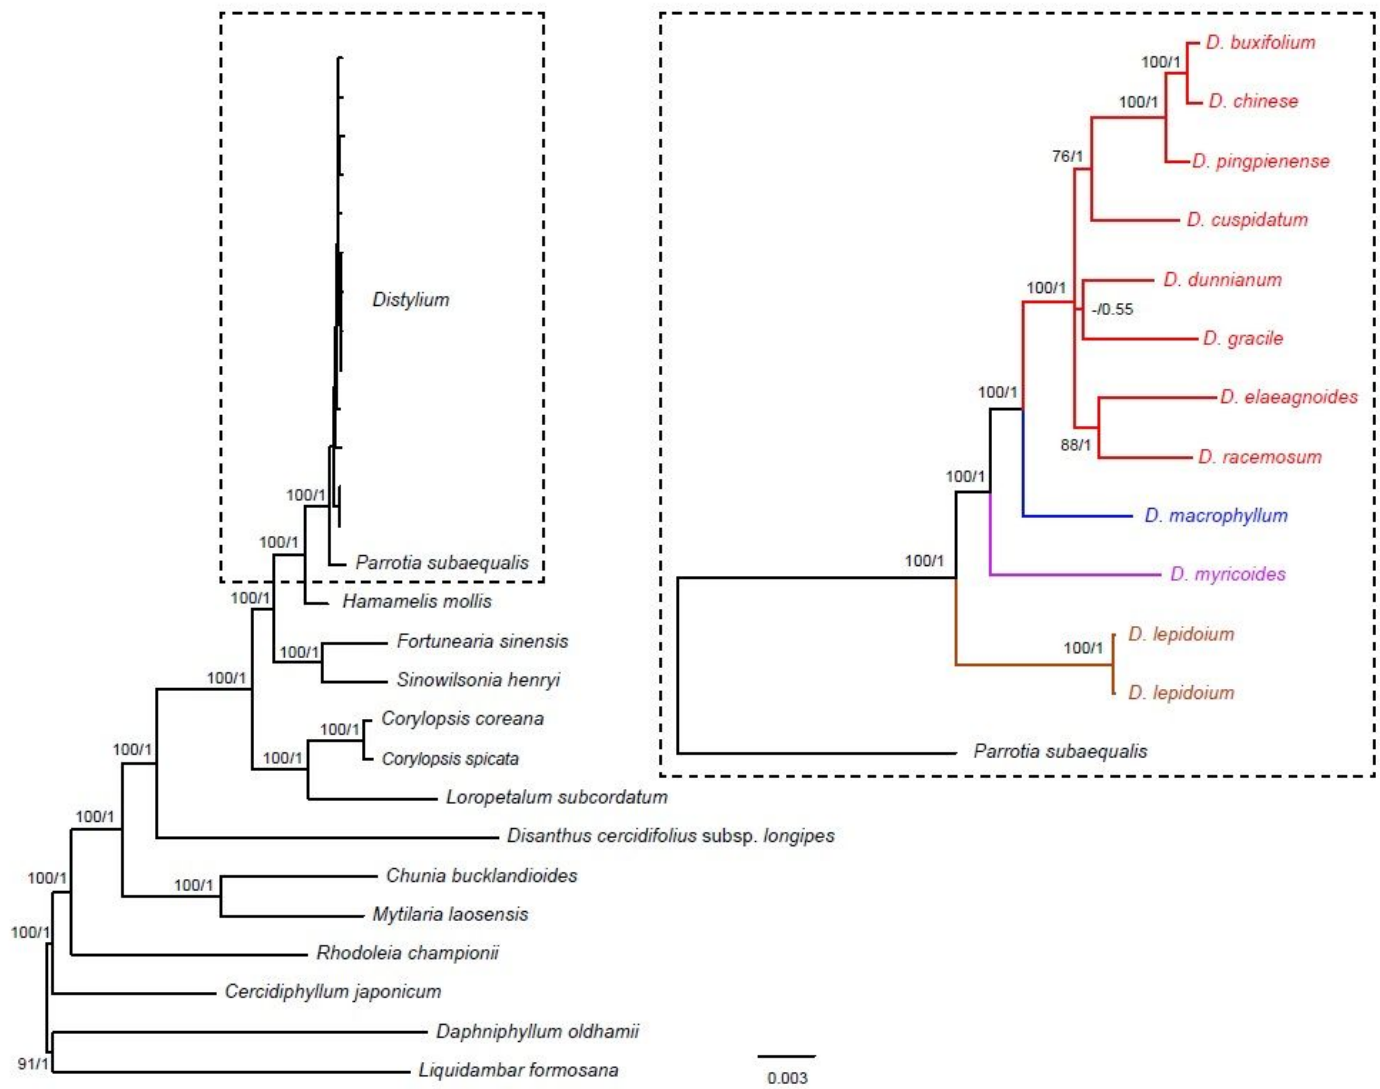 Distylium
100/1
Parrotia subaequalis
100/1
Hamamelis mollis
100/1
Fortunearia sinensis
100/1
Sinowilsonia henryi
100/1
Corylopsis coreana
100/1
Corylopsis spicata
100/1
Loropetalum subcordatum
100/1
Disanthus cercidifolius subsp. longipes
100/1
Chunia bucklandioides
100/1
Mytilaria laosensis
100/1
Rhodoleia championii
100/1
Cercidiphyllum japonicum
Daphniphyllum oldhamii
91/1
Liquidambar formosana
D. buxifolium
100/1
D. chinese
100/1
D. pingpienense
76/1
D. cuspidatum
D. dunnianum
100/1
-/0.55
D. gracile
100/1
D. elaeagnoides
88/1
D. racemosum
100/1
D. macrophyllum
100/1
D. myricoides
D. lepidoium
100/1
D. lepidoium
Parrotia subaequalis
0.003